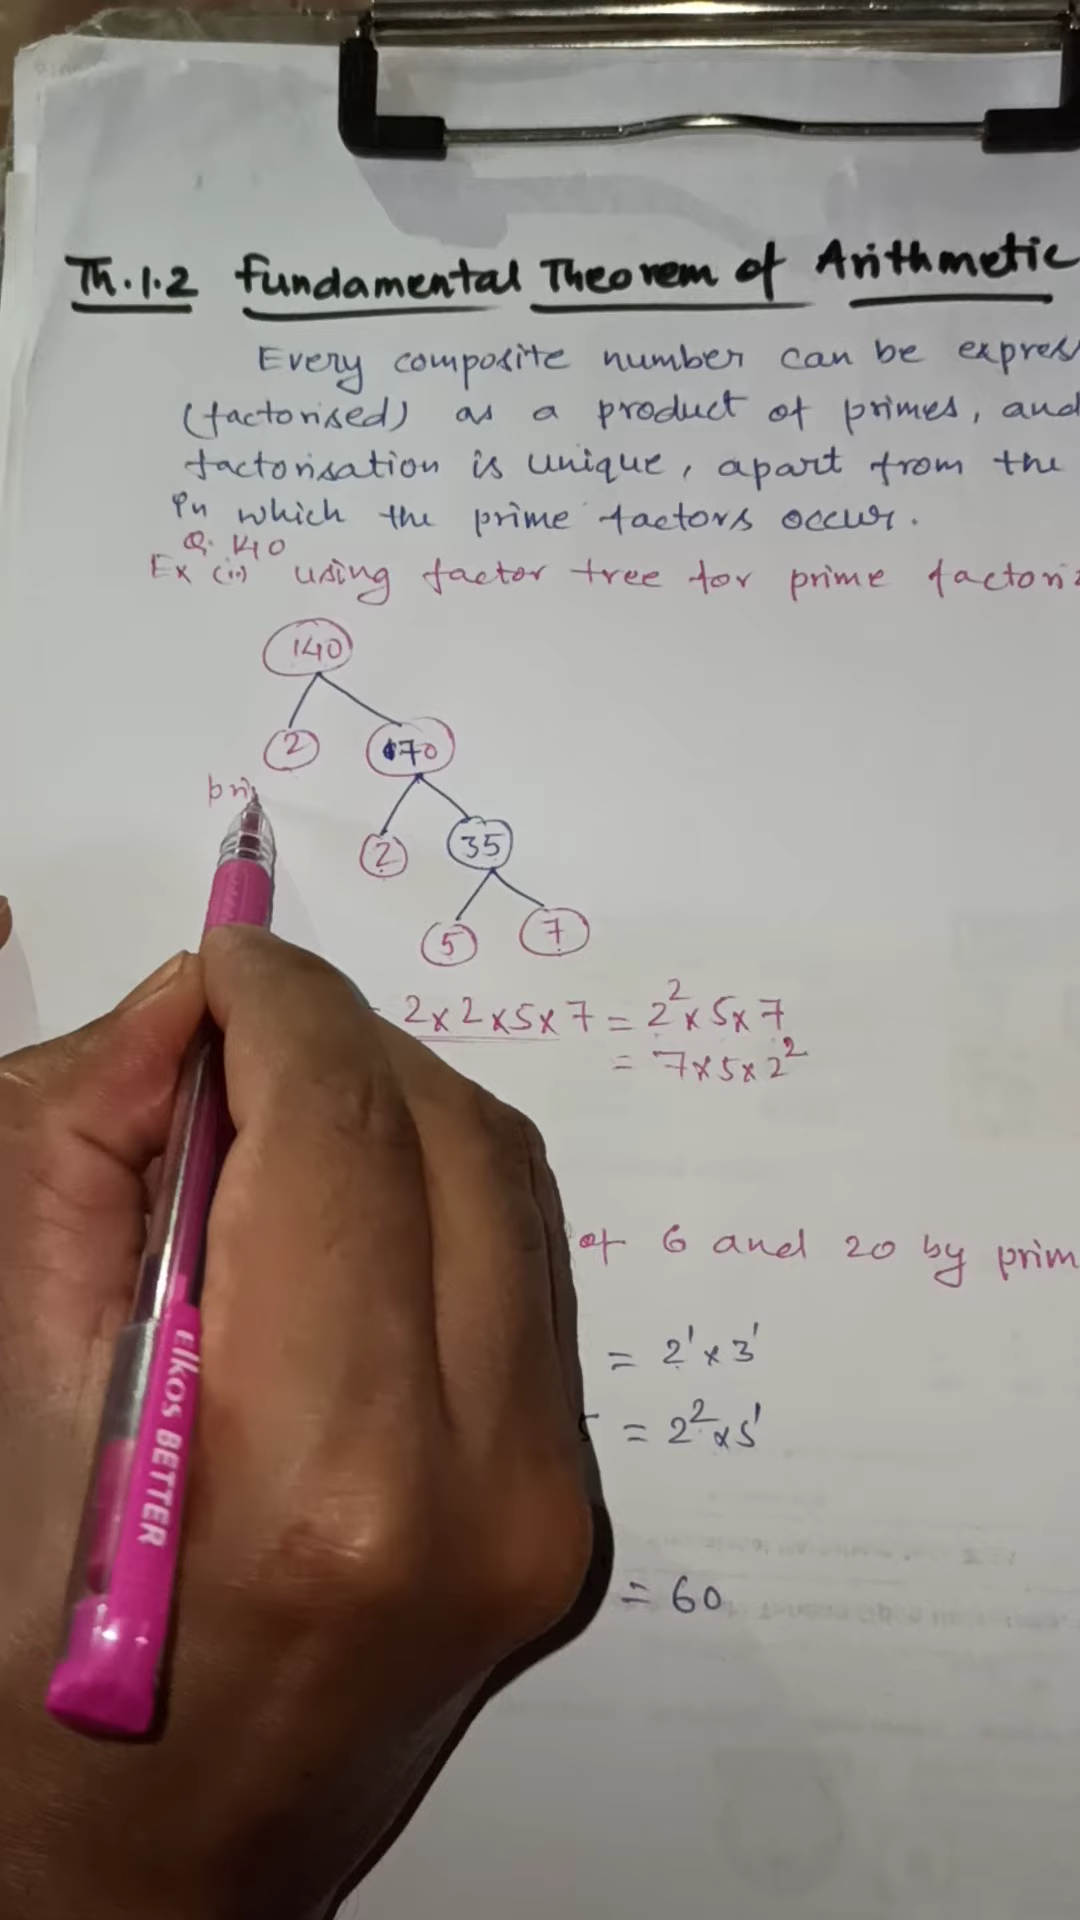 Th.1.2 Fundamental Theorem of Arithmetic
Every composite number can be expres
(factorised) as a product of primes, and
factorisation is unique, apart from the
in which the prime factors occur.
Q. 140
Ex (ii) using factor tree for prime factoris
140
2 70
pri
2 35
5 7
= 2x2x5x7 = 2²x5x7
= 7x5x2²
of 6 and 20 by prim
= 2¹x3¹
5 = 2²x5¹
= 60
Elkos BETTER